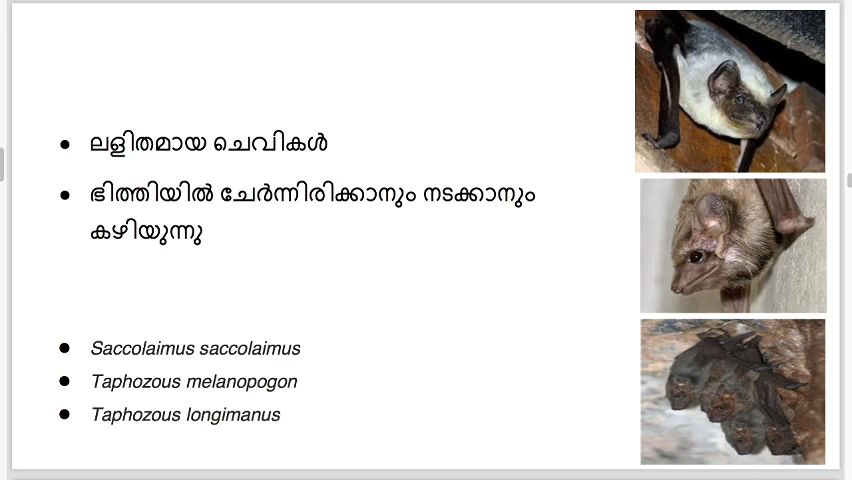 • ലളിതമായ ചെവികൾ
• ഭിത്തിയിൽ ചേർന്നിരിക്കാനും നടക്കാനും
കഴിയുന്നു
• Saccolaimus saccolaimus
• Taphozous melanopogon
• Taphozous longimanus